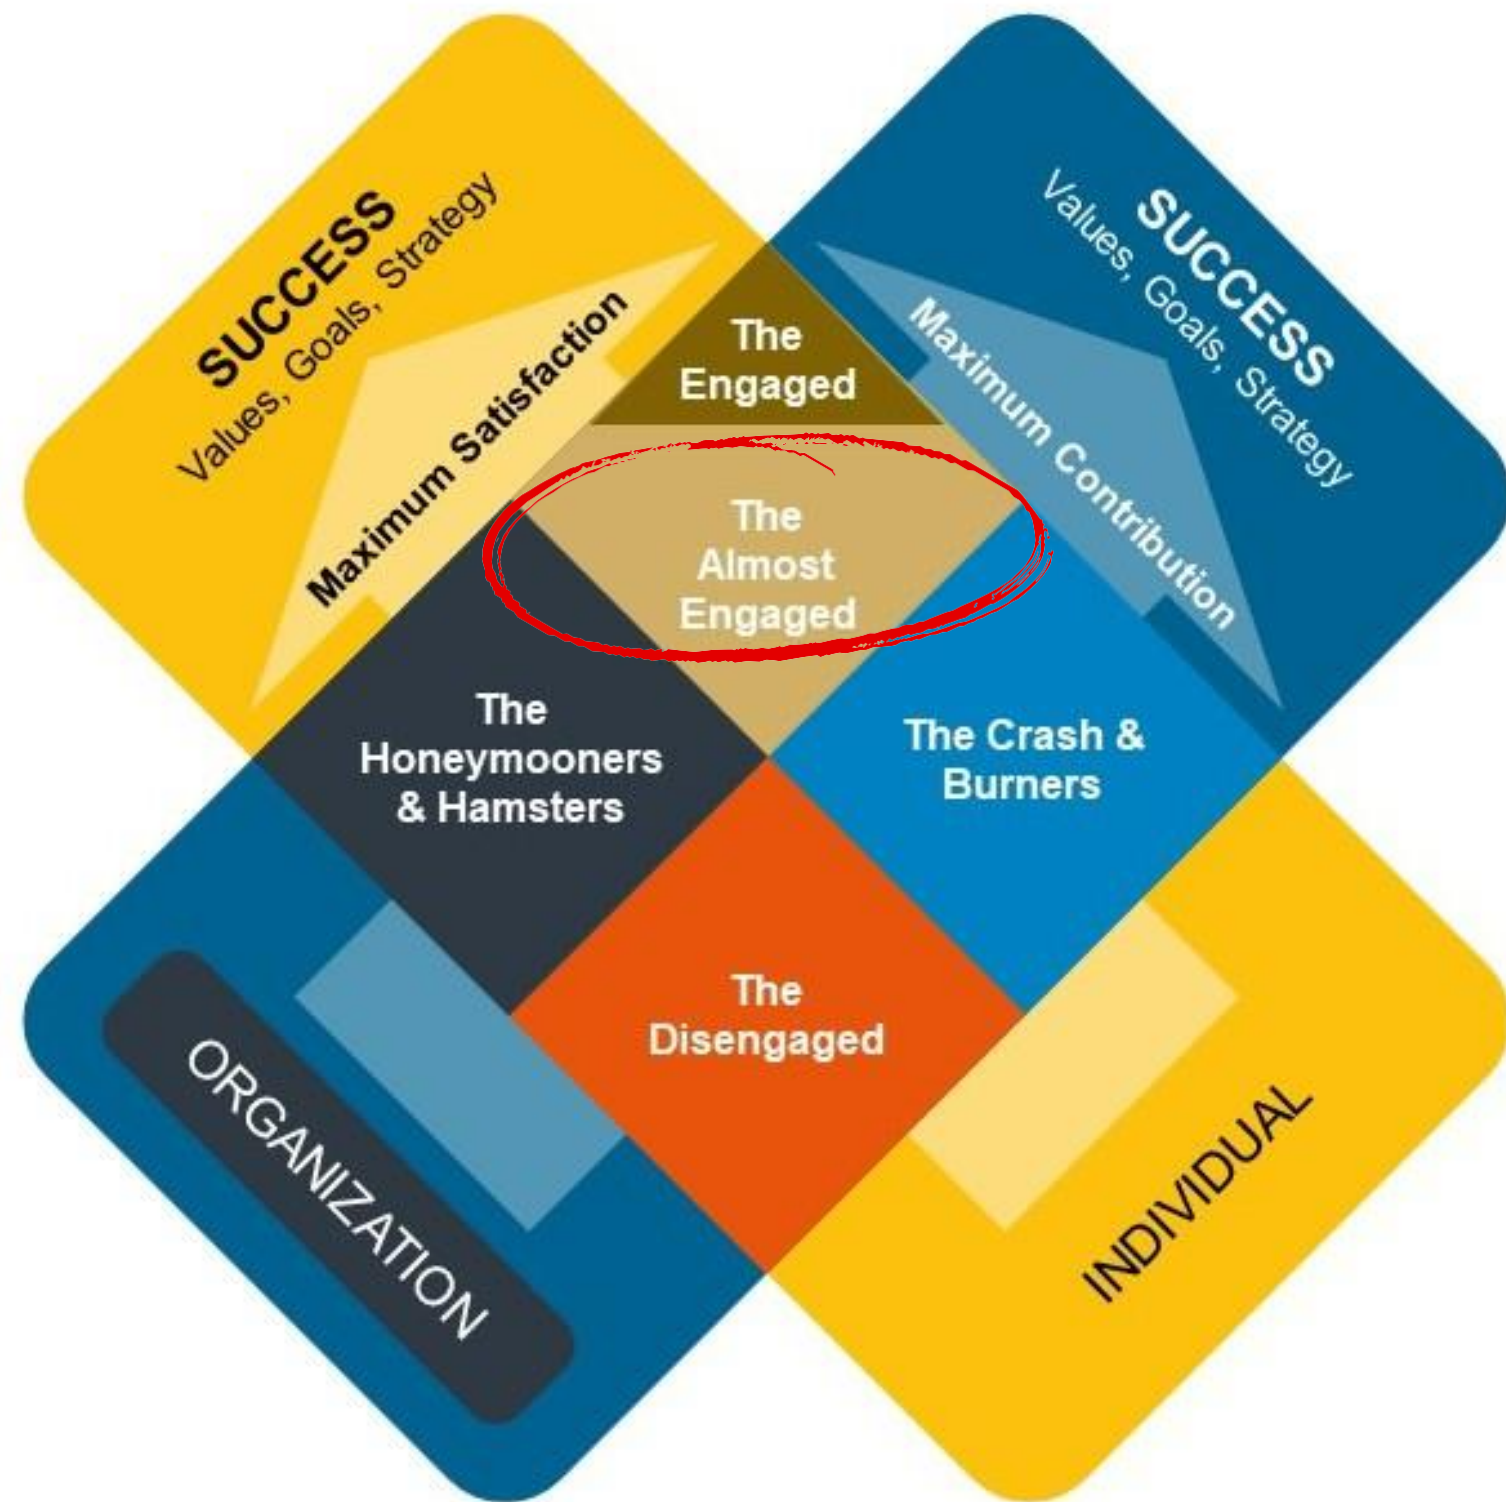 SUCCESS
Values, Goals, Strategy
Maximum Satisfaction
SUCCESS
Values, Goals, Strategy
Maximum Contribution
The
Engaged
The
Almost
Engaged
The
Honeymooners
& Hamsters
The Crash &
Burners
The
Disengaged
ORGANIZATION
INDIVIDUAL